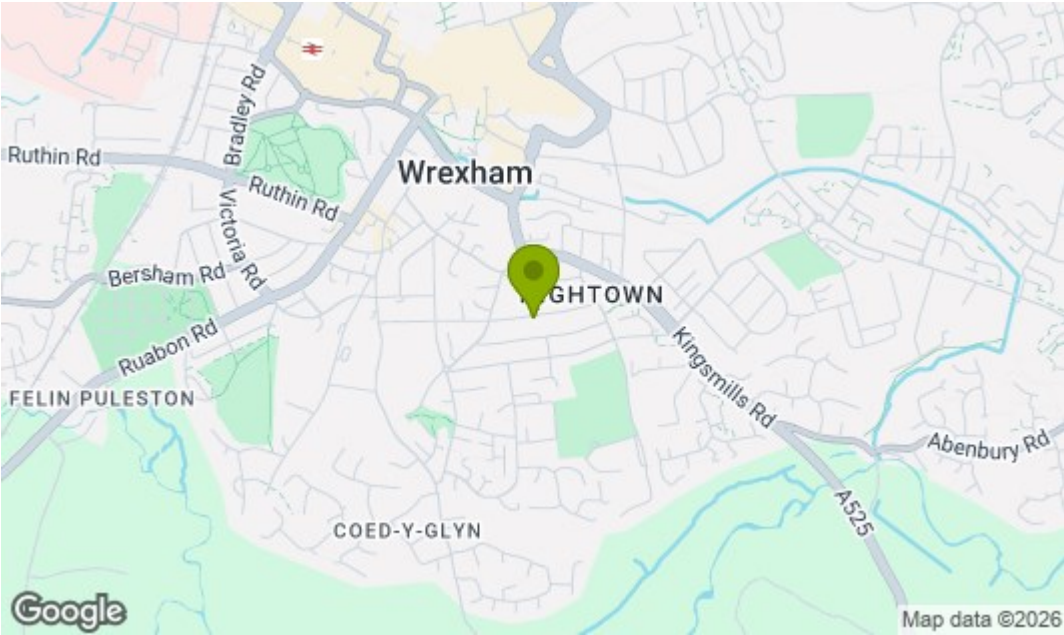 Bradley Rd
Ruthin Rd
Wrexham
Ruthin Rd
Victoria Rd
Bersham Rd
Ruabon Rd
FELIN PULESTON
Kingsmills Rd
Abenbury Rd
A525
COED-Y-GLYN
Google
Map data ©2026